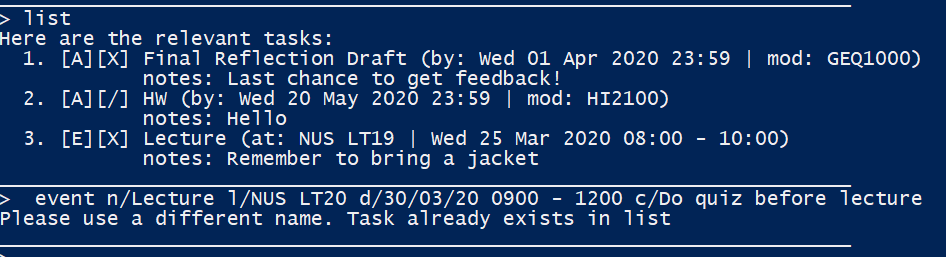 > list
Here are the relevant tasks:
1. [A][X] Final Reflection Draft (by: Wed 01 Apr 2020 23:59 | mod: GEQ1000)
notes: Last chance to get feedback!
2. [A][/] HW (by: Wed 20 May 2020 23:59 | mod: HI2100)
notes: Hello
3. [E][X] Lecture (at: NUS LT19 | Wed 25 Mar 2020 08:00 - 10:00)
notes: Remember to bring a jacket
> event n/Lecture l/NUS LT20 d/30/03/20 0900 - 1200 c/Do quiz before lecture
Please use a different name. Task already exists in list